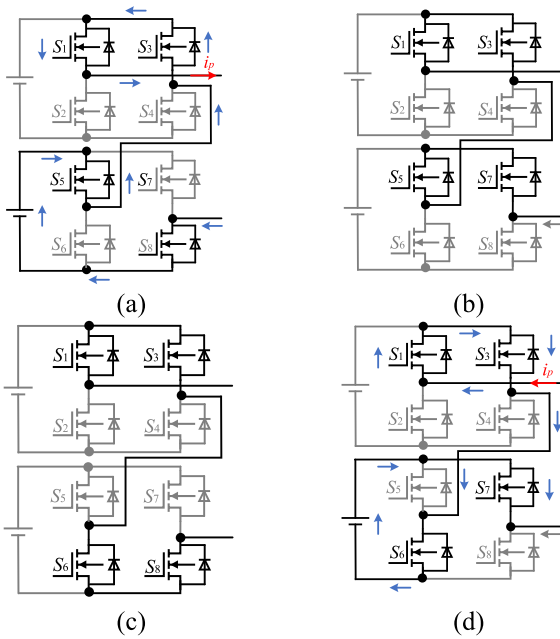 S1 S3
ip
S2 S4
S5 S7
S6 S8
(a)
S1 S3
S2 S4
S5 S7
S6 S8
(b)
S1 S3
S2 S4
S5 S7
S6 S8
(c)
S1 S3
ip
S2 S4
S5 S7
S6 S8
(d)